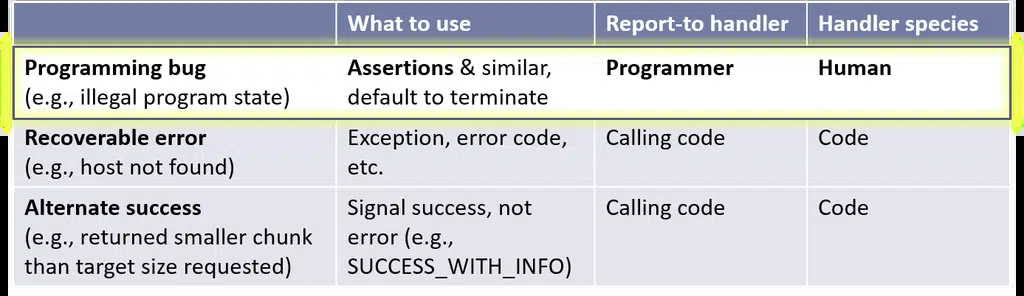 What to use Report-to handler Handler species
Programming bug Assertions & similar, Programmer Human
(e.g., illegal program state) default to terminate
Recoverable error Exception, error code, Calling code Code
(e.g., host not found) etc.
Alternate success Signal success, not Calling code Code
(e.g., returned smaller chunk error (e.g.,
than target size requested) SUCCESS_WITH_INFO)